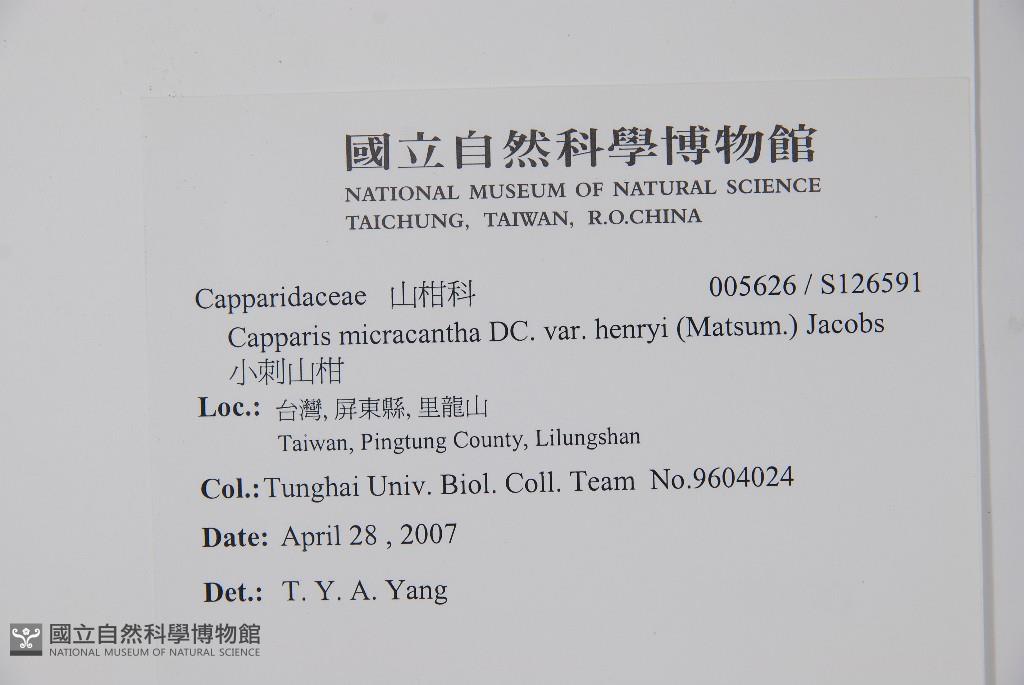 國立自然科學博物館
NATIONAL MUSEUM OF NATURAL SCIENCE
TAICHUNG, TAIWAN, R.O.CHINA
Capparidaceae 山柑科 005626 / S126591
Capparis micracantha DC. var. henryi (Matsum.) Jacobs
小刺山柑
Loc.: 台灣, 屏東縣, 里龍山
Taiwan, Pingtung County, Lilungshan
Col.: Tunghai Univ. Biol. Coll. Team No.9604024
Date: April 28 , 2007
Det.: T. Y. A. Yang
國立自然科學博物館
NATIONAL MUSEUM OF NATURAL SCIENCE